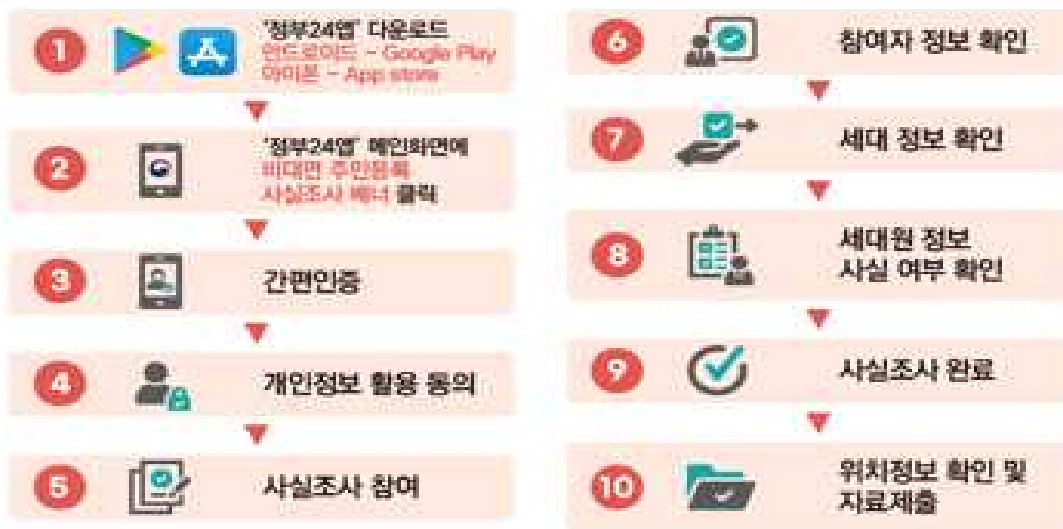 1
'정부24앱' 다운로드
안드로이드 - Google Play
아이폰 - App store
2
'정부24앱' 메인화면에
비대면 주민등록
사실조사 배너 클릭
3
간편인증
4
개인정보 활용 동의
5
사실조사 참여
6
참여자 정보 확인
7
세대 정보 확인
8
세대원 정보
사실 여부 확인
9
사실조사 완료
10
위치정보 확인 및
자료제출